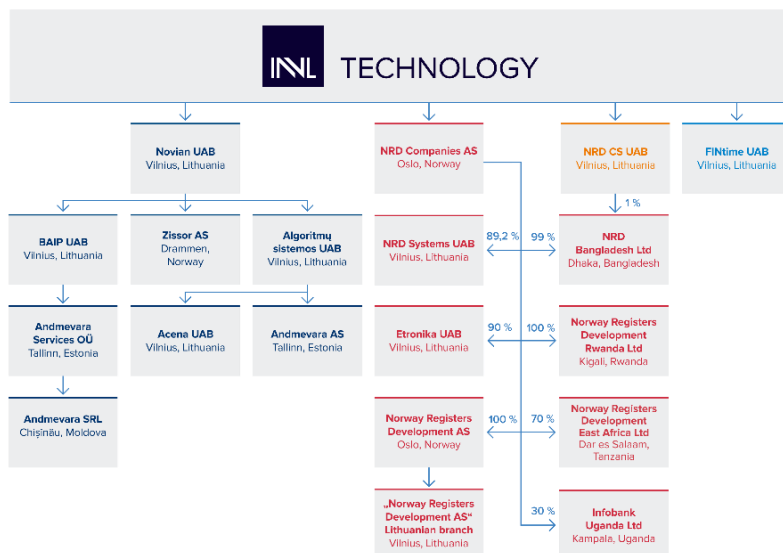 INVL TECHNOLOGY
Novian UAB
Vilnius, Lithuania
NRD Companies AS
Oslo, Norway
NRD CS UAB
Vilnius, Lithuania
FINtime UAB
Vilnius, Lithuania
1 %
BAIP UAB
Vilnius, Lithuania
Zissor AS
Drammen,
Norway
Algoritmų
sistemos UAB
Vilnius, Lithuania
NRD Systems UAB
Vilnius, Lithuania
89,2 %
99 %
NRD
Bangladesh Ltd
Dhaka, Bangladesh
Andmevara
Services OÜ
Tallinn, Estonia
Acena UAB
Vilnius, Lithuania
Andmevara AS
Tallinn, Estonia
Etronika UAB
Vilnius, Lithuania
90 %
100 %
Norway Registers
Development
Rwanda Ltd
Kigali, Rwanda
Andmevara SRL
Chișinău, Moldova
Norway Registers
Development AS
Oslo, Norway
100 %
70 %
Norway Registers
Development
East Africa Ltd
Dar es Salaam,
Tanzania
„Norway Registers
Development AS“
Lithuanian branch
Vilnius, Lithuania
30 %
Infobank
Uganda Ltd
Kampala, Uganda